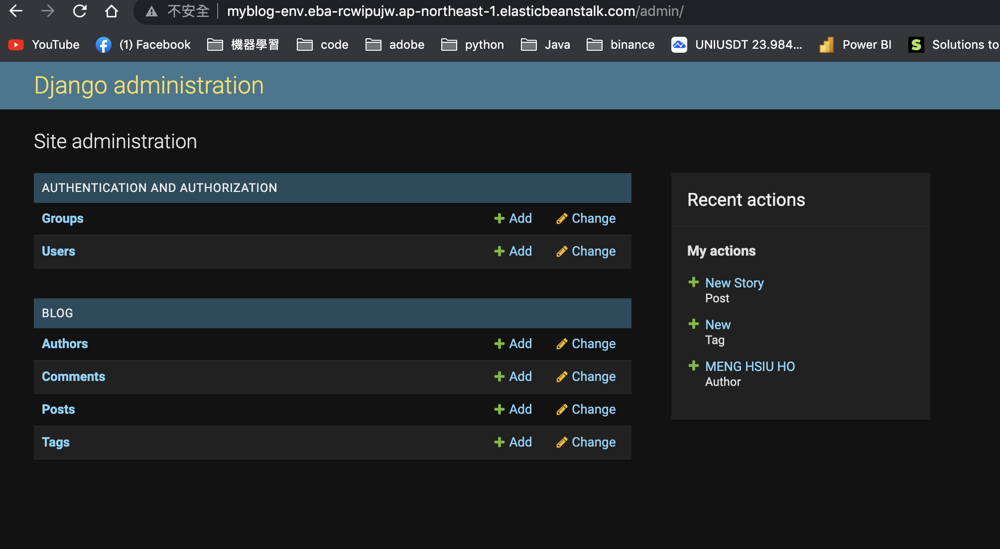 不安全 myblog-env.eba-rcwipujw.ap-northeast-1.elasticbeanstalk.com/admin/
YouTube (1) Facebook 機器學習 code adobe python Java binance UNIUSDT 23.984... Power BI Solutions to
Django administration
Site administration
AUTHENTICATION AND AUTHORIZATION
Groups Add Change
Users Add Change
BLOG
Authors Add Change
Comments Add Change
Posts Add Change
Tags Add Change
Recent actions
My actions
New Story
Post
New
Tag
MENG HSIU HO
Author